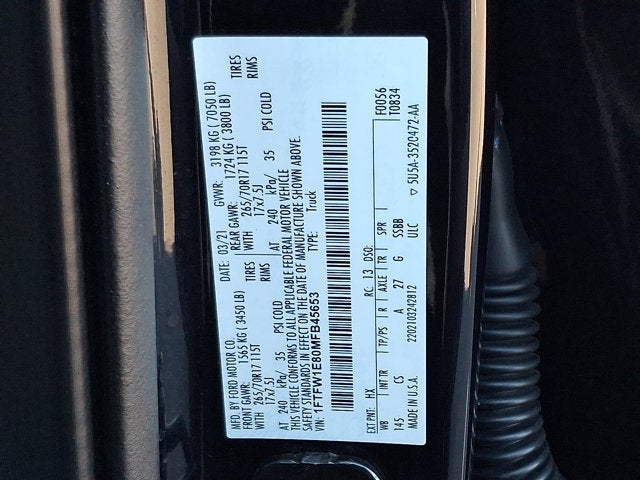 MFD. BY FORD MOTOR CO.
DATE: 03/21 GVWR: 3198 KG ( 7050 LB)
FRONT GAWR: 1565 KG ( 3450 LB)
REAR GAWR: 1724 KG ( 3800 LB)
WITH 265/70R17 115T TIRES
WITH 265/70R17 115T TIRES
17x7.5J RIMS
17x7.5J RIMS
AT 240 kPa/ 35 PSI COLD
AT 240 kPa/ 35 PSI COLD
THIS VEHICLE CONFORMS TO ALL APPLICABLE FEDERAL MOTOR VEHICLE
SAFETY STANDARDS IN EFFECT ON THE DATE OF MANUFACTURE SHOWN ABOVE.
VIN: 1FTFW1E80MFB45653 TYPE: Truck
EXT PNT: HX RC: 13 DSO: F0056
T0834
WB INT TR TP/PS R AXLE TR SPR
145 CS A 27 G SSBB
MADE IN U.S.A. 2202103242812 ULC ▽ 5U5A-3520472-AA